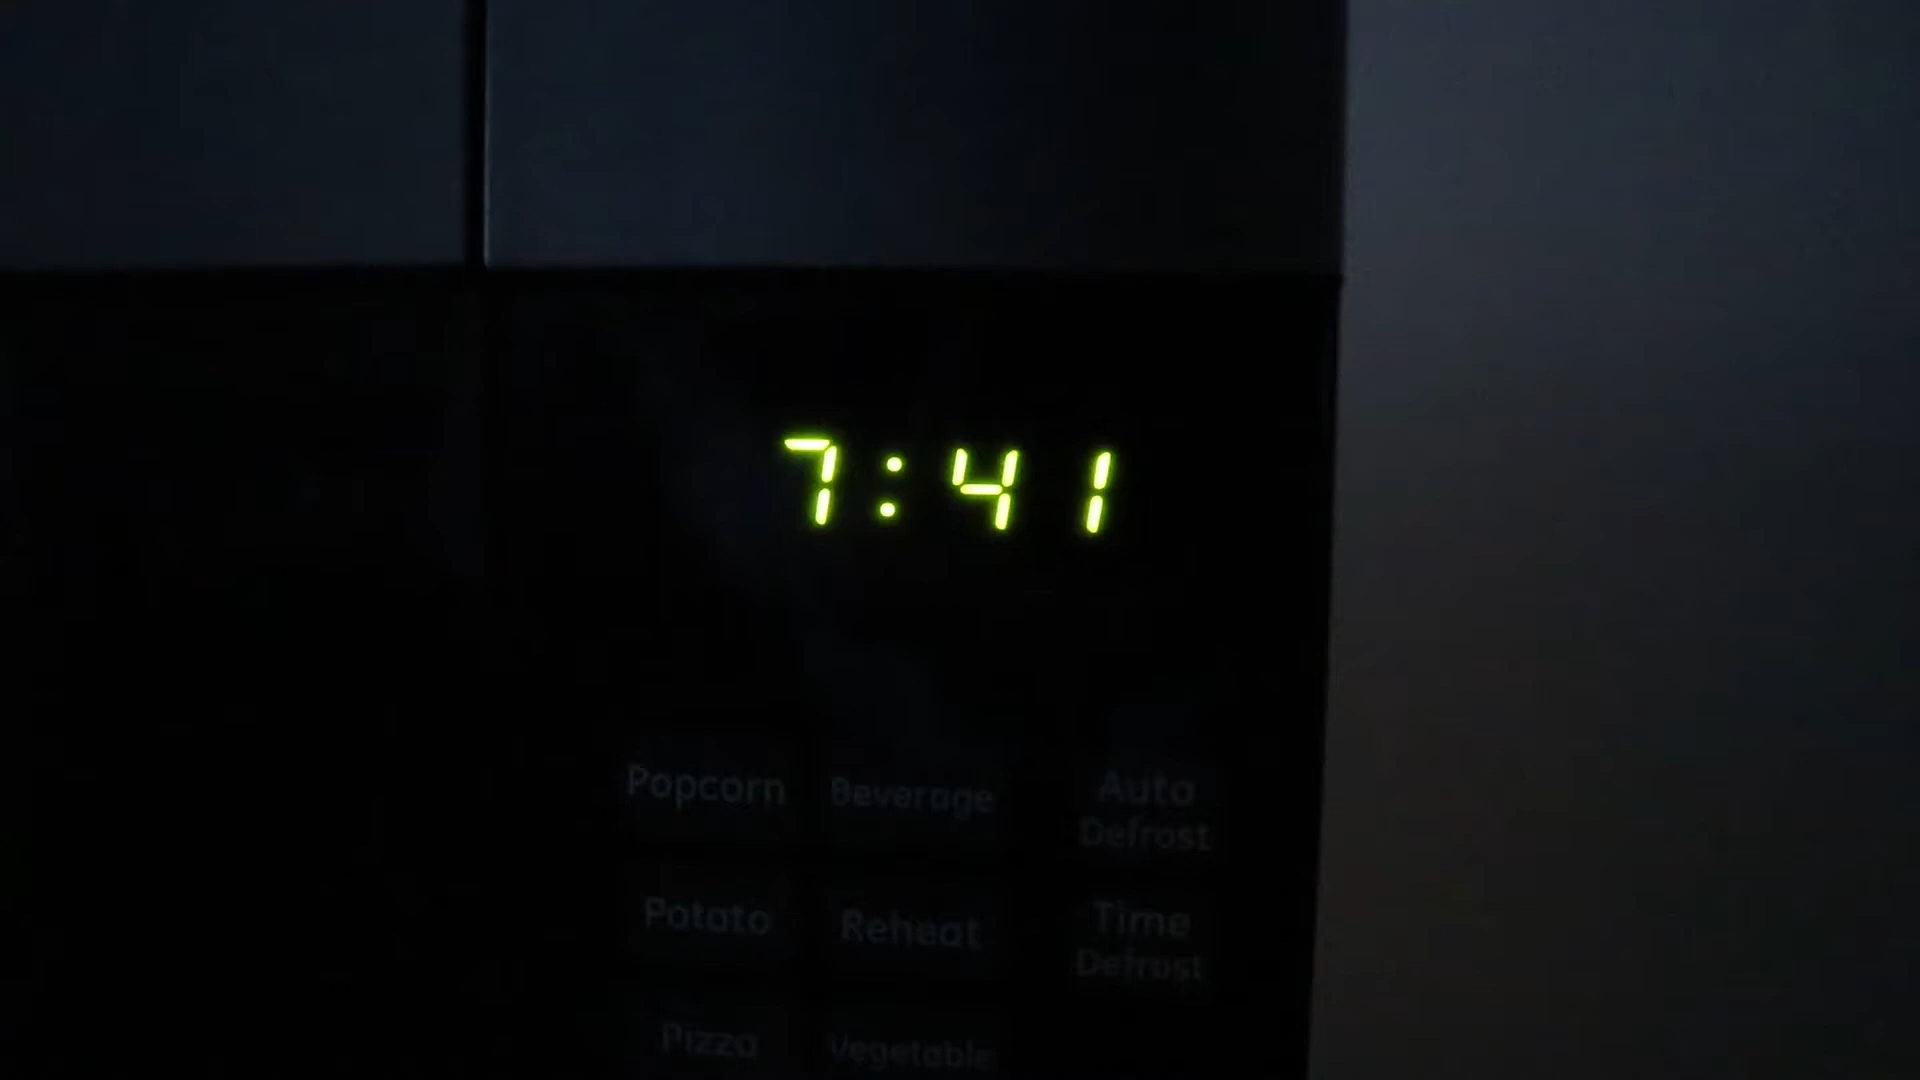 7:41
Popcorn Beverage Auto Defrost
Potato Reheat Time Defrost
Pizza Vegetable